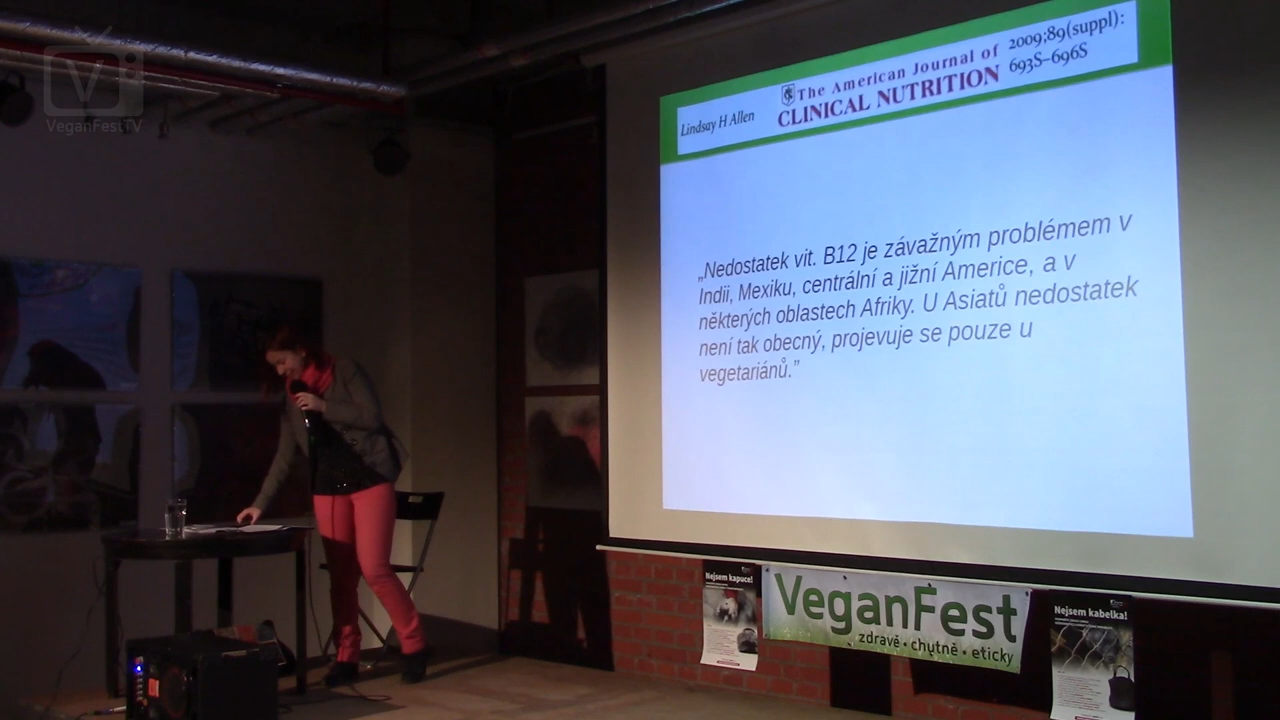 VeganFestTV
Lindsay H Allen
The American Journal of
CLINICAL NUTRITION
2009;89(suppl):
693S–696S
„Nedostatek vit. B12 je závažným problémem v
Indii, Mexiku, centrální a jižní Americe, a v
některých oblastech Afriky. U Asiatů nedostatek
není tak obecný, projevuje se pouze u
vegetariánů.”
Nejsem kapuce!
VeganFest
zdravě • chutně • eticky
Nejsem kabelka!